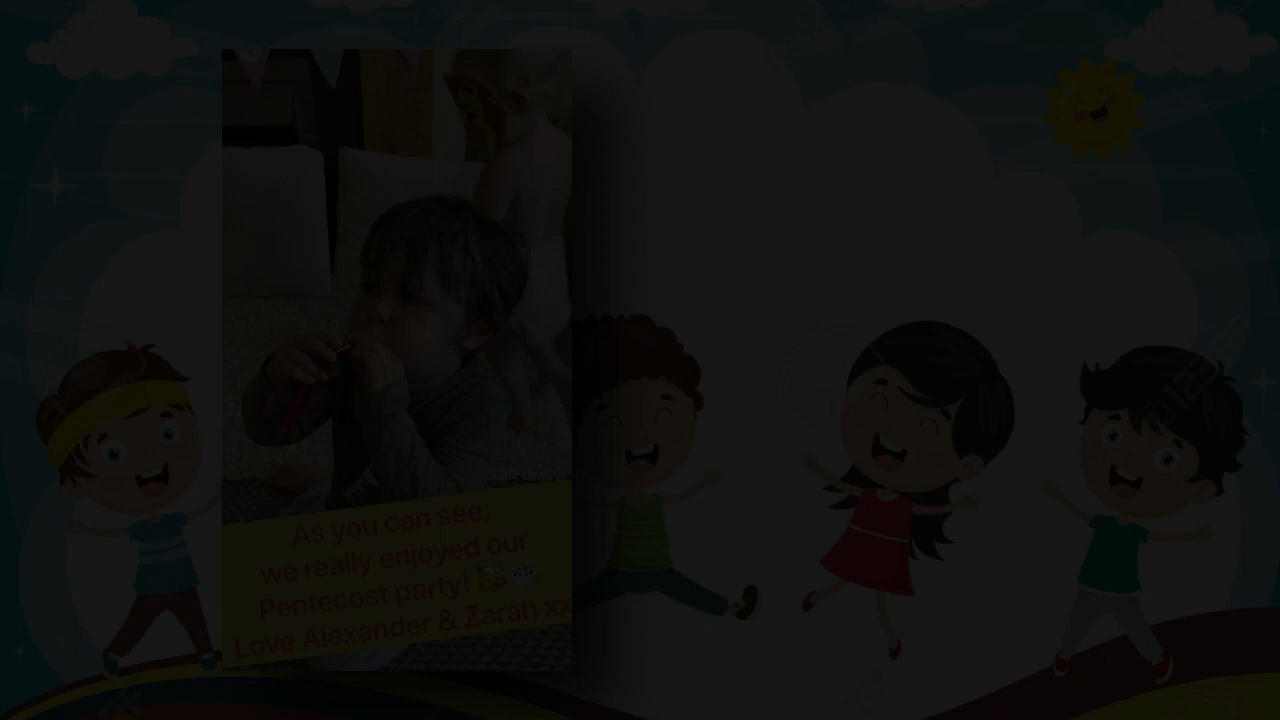 As you can see,
we really enjoyed our
Pentecost party! 🥳🎂
Love Alexander & Zarah xx